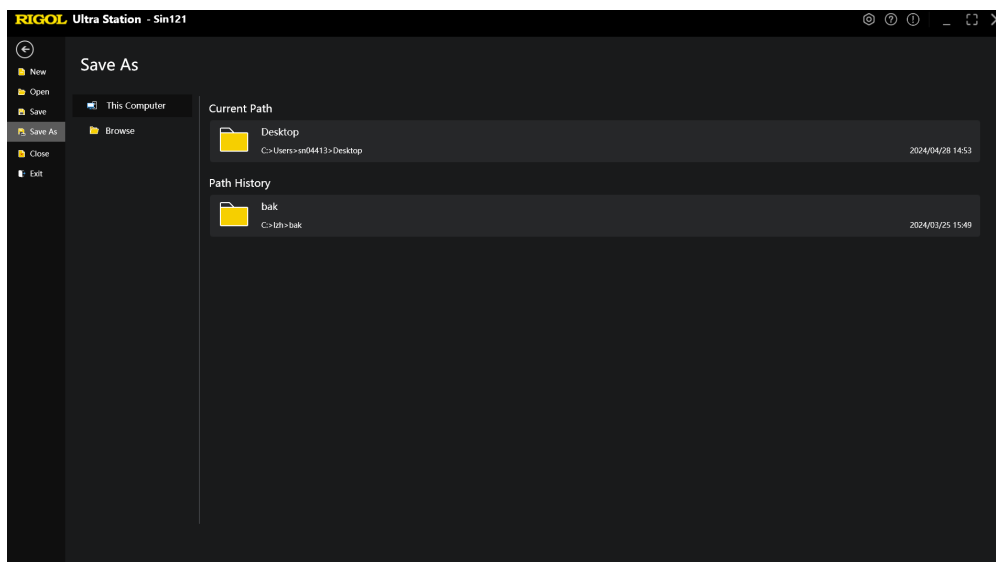 RIGOL Ultra Station - Sin121
New
Open
Save
Save As
Close
Exit
Save As
This Computer
Browse
Current Path
Desktop
C:>Users>sn04413>Desktop
2024/04/28 14:53
Path History
bak
C:>lzh>bak
2024/03/25 15:49